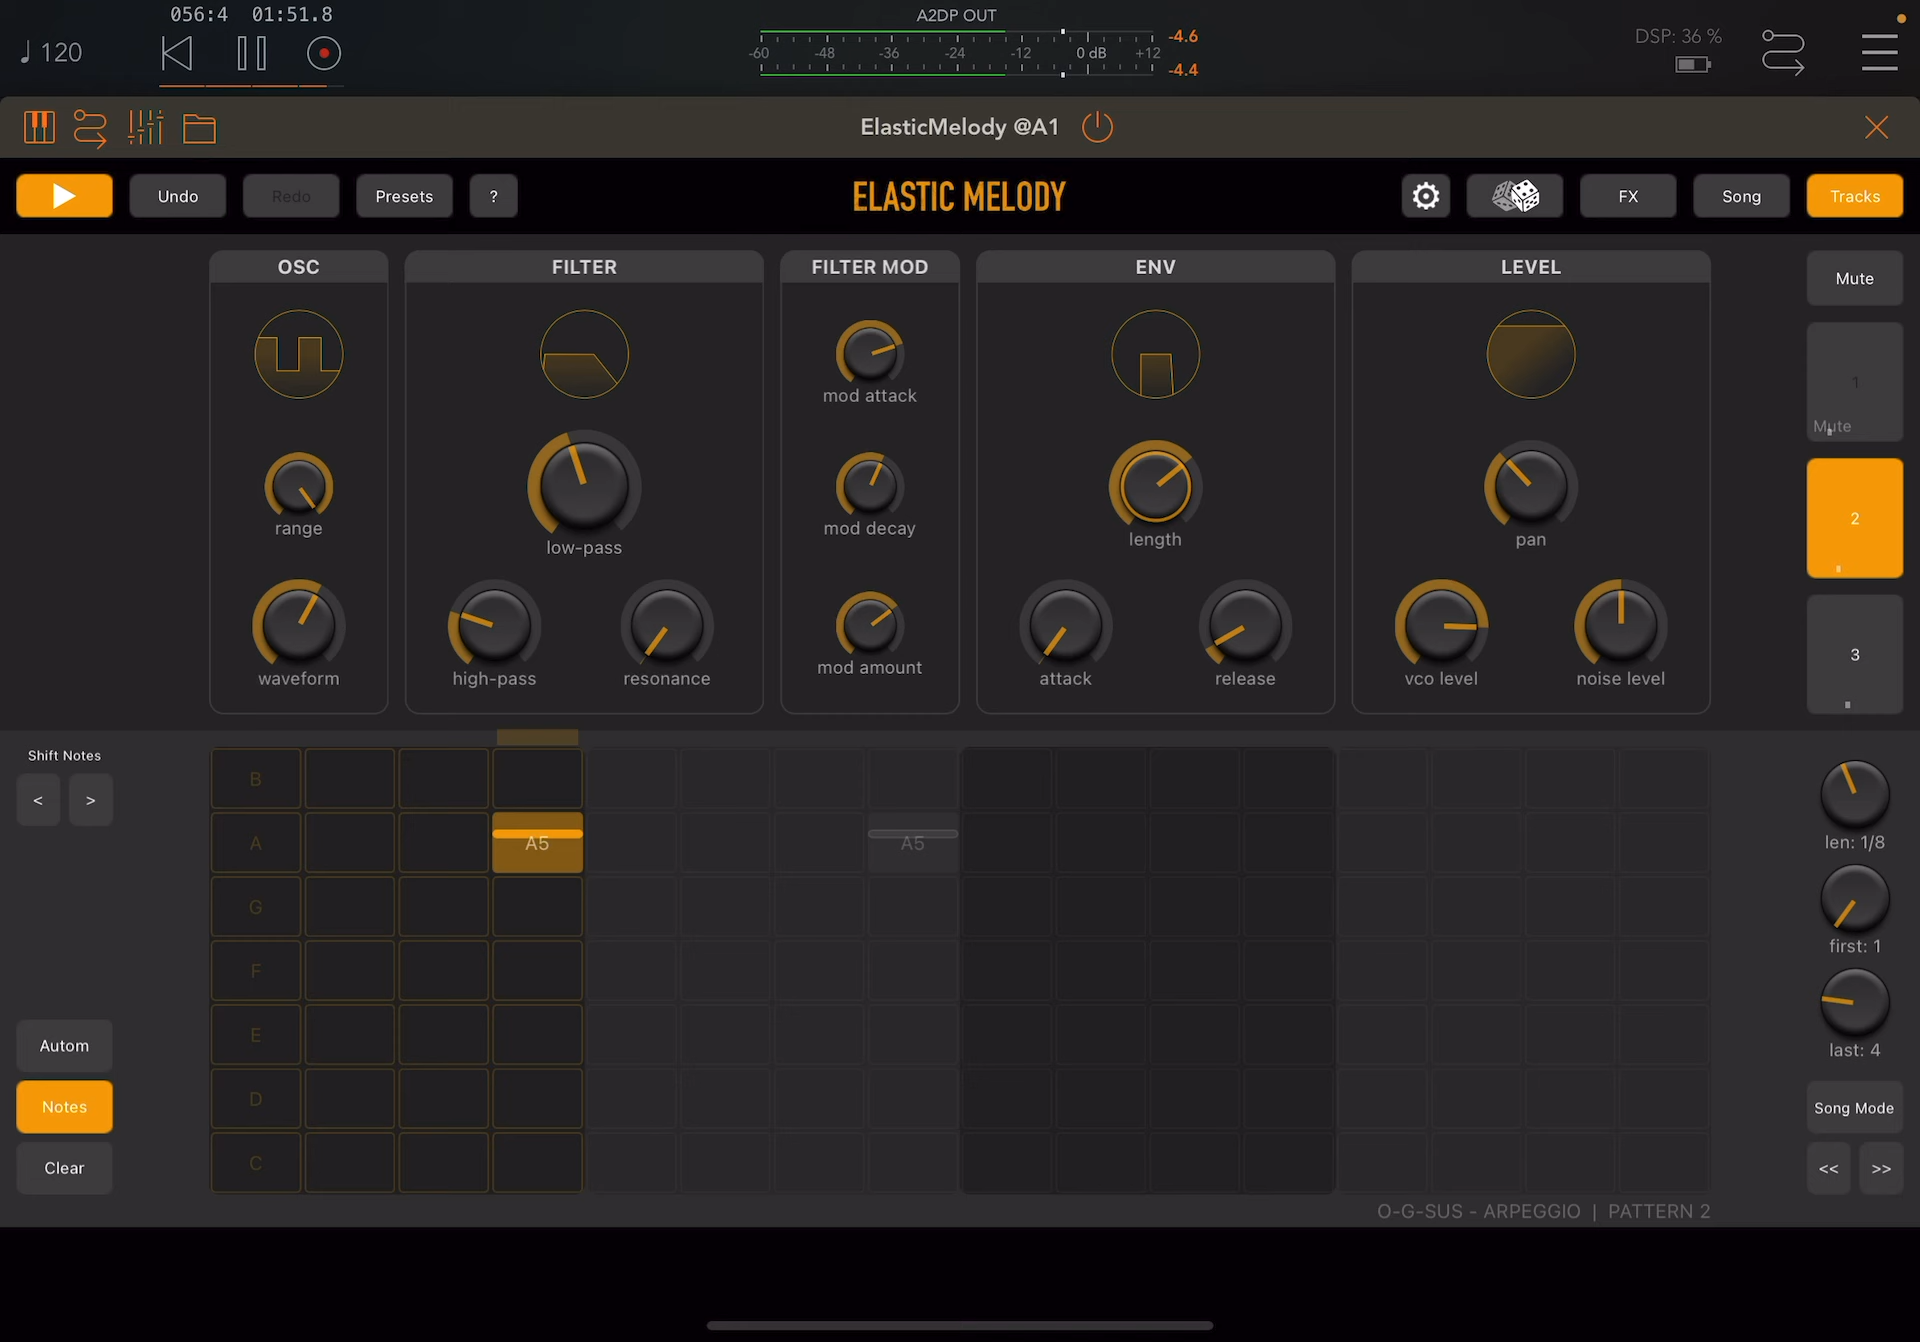 056:4 01:51.8
A2DP OUT
120
-60 -48 -36 -24 -12 0 dB +12
-4.6
-4.4
DSP: 36 %
ElasticMelody @A1
Undo Redo Presets ?
ELASTIC MELODY
FX Song Tracks
OSC FILTER FILTER MOD ENV LEVEL
Mute
mod attack
1
Mute
range
low-pass
mod decay
length
pan
2
waveform
high-pass
resonance
mod amount
attack
release
vco level
noise level
3
Shift Notes
< >
B
A A5 A5
G
F
E
D
C
len: 1/8
first: 1
last: 4
Autom
Notes
Clear
Song Mode
<< >>
O-G-SUS - ARPEGGIO | PATTERN 2